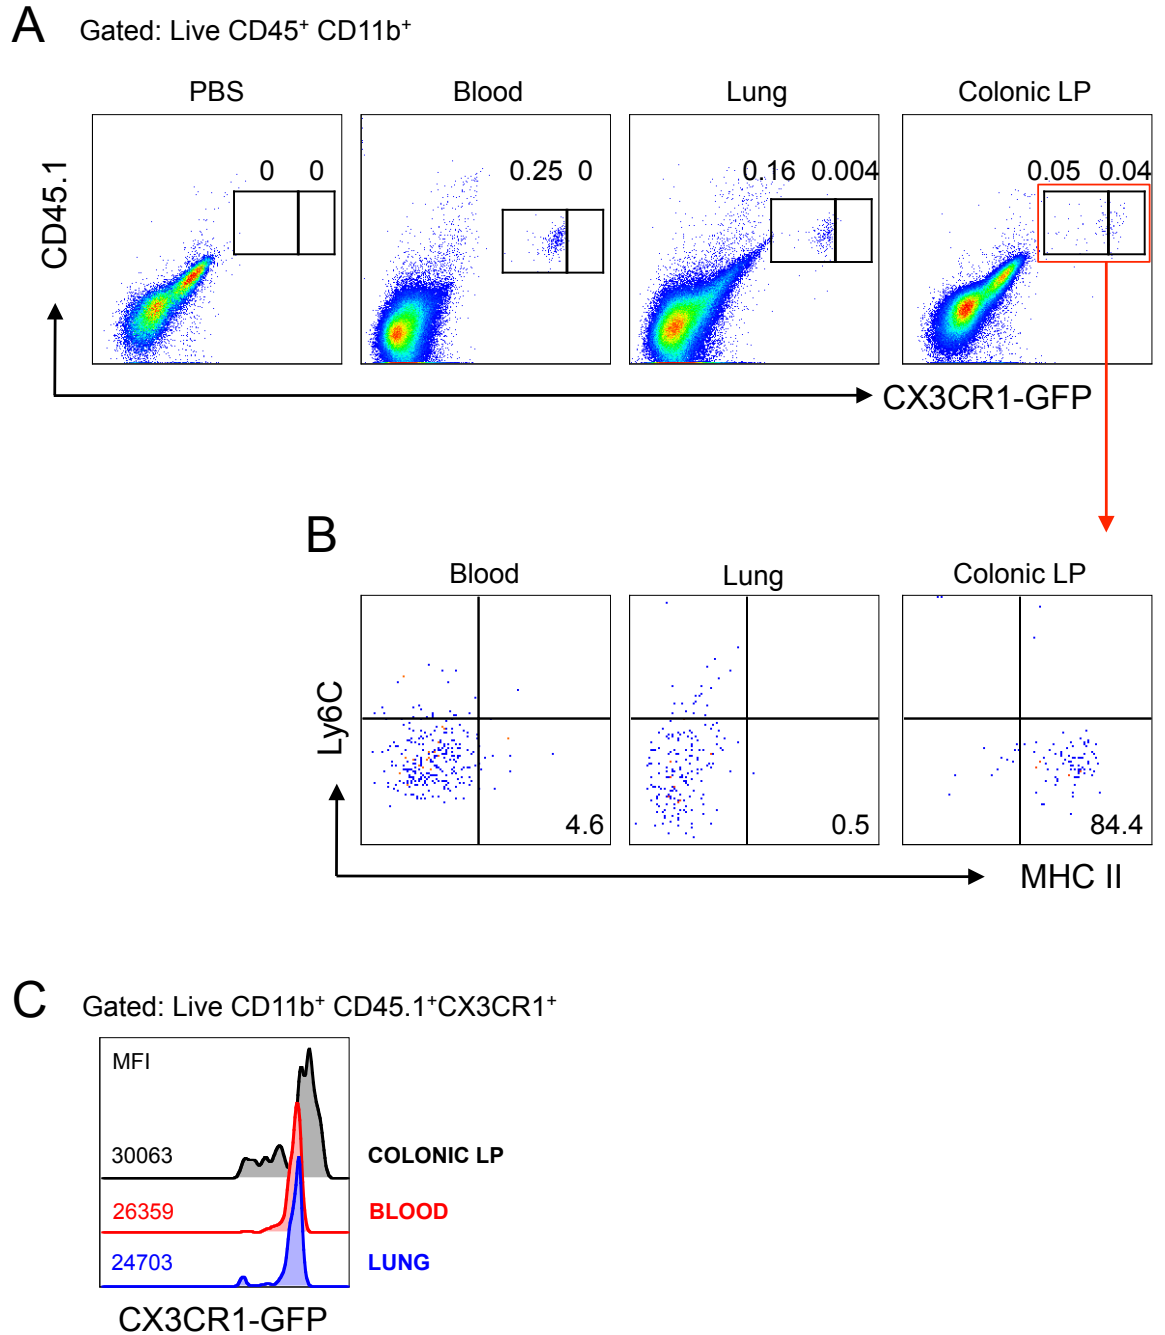 A Gated: Live CD45⁺ CD11b⁺
PBS Blood Lung Colonic LP
0 0 0.25 0 0.16 0.004 0.05 0.04
CD45.1
CX3CR1-GFP
B
Blood Lung Colonic LP
Ly6C
4.6 0.5 84.4
MHC II
C Gated: Live CD11b⁺ CD45.1⁺CX3CR1⁺
MFI
30063 COLONIC LP
26359 BLOOD
24703 LUNG
CX3CR1-GFP